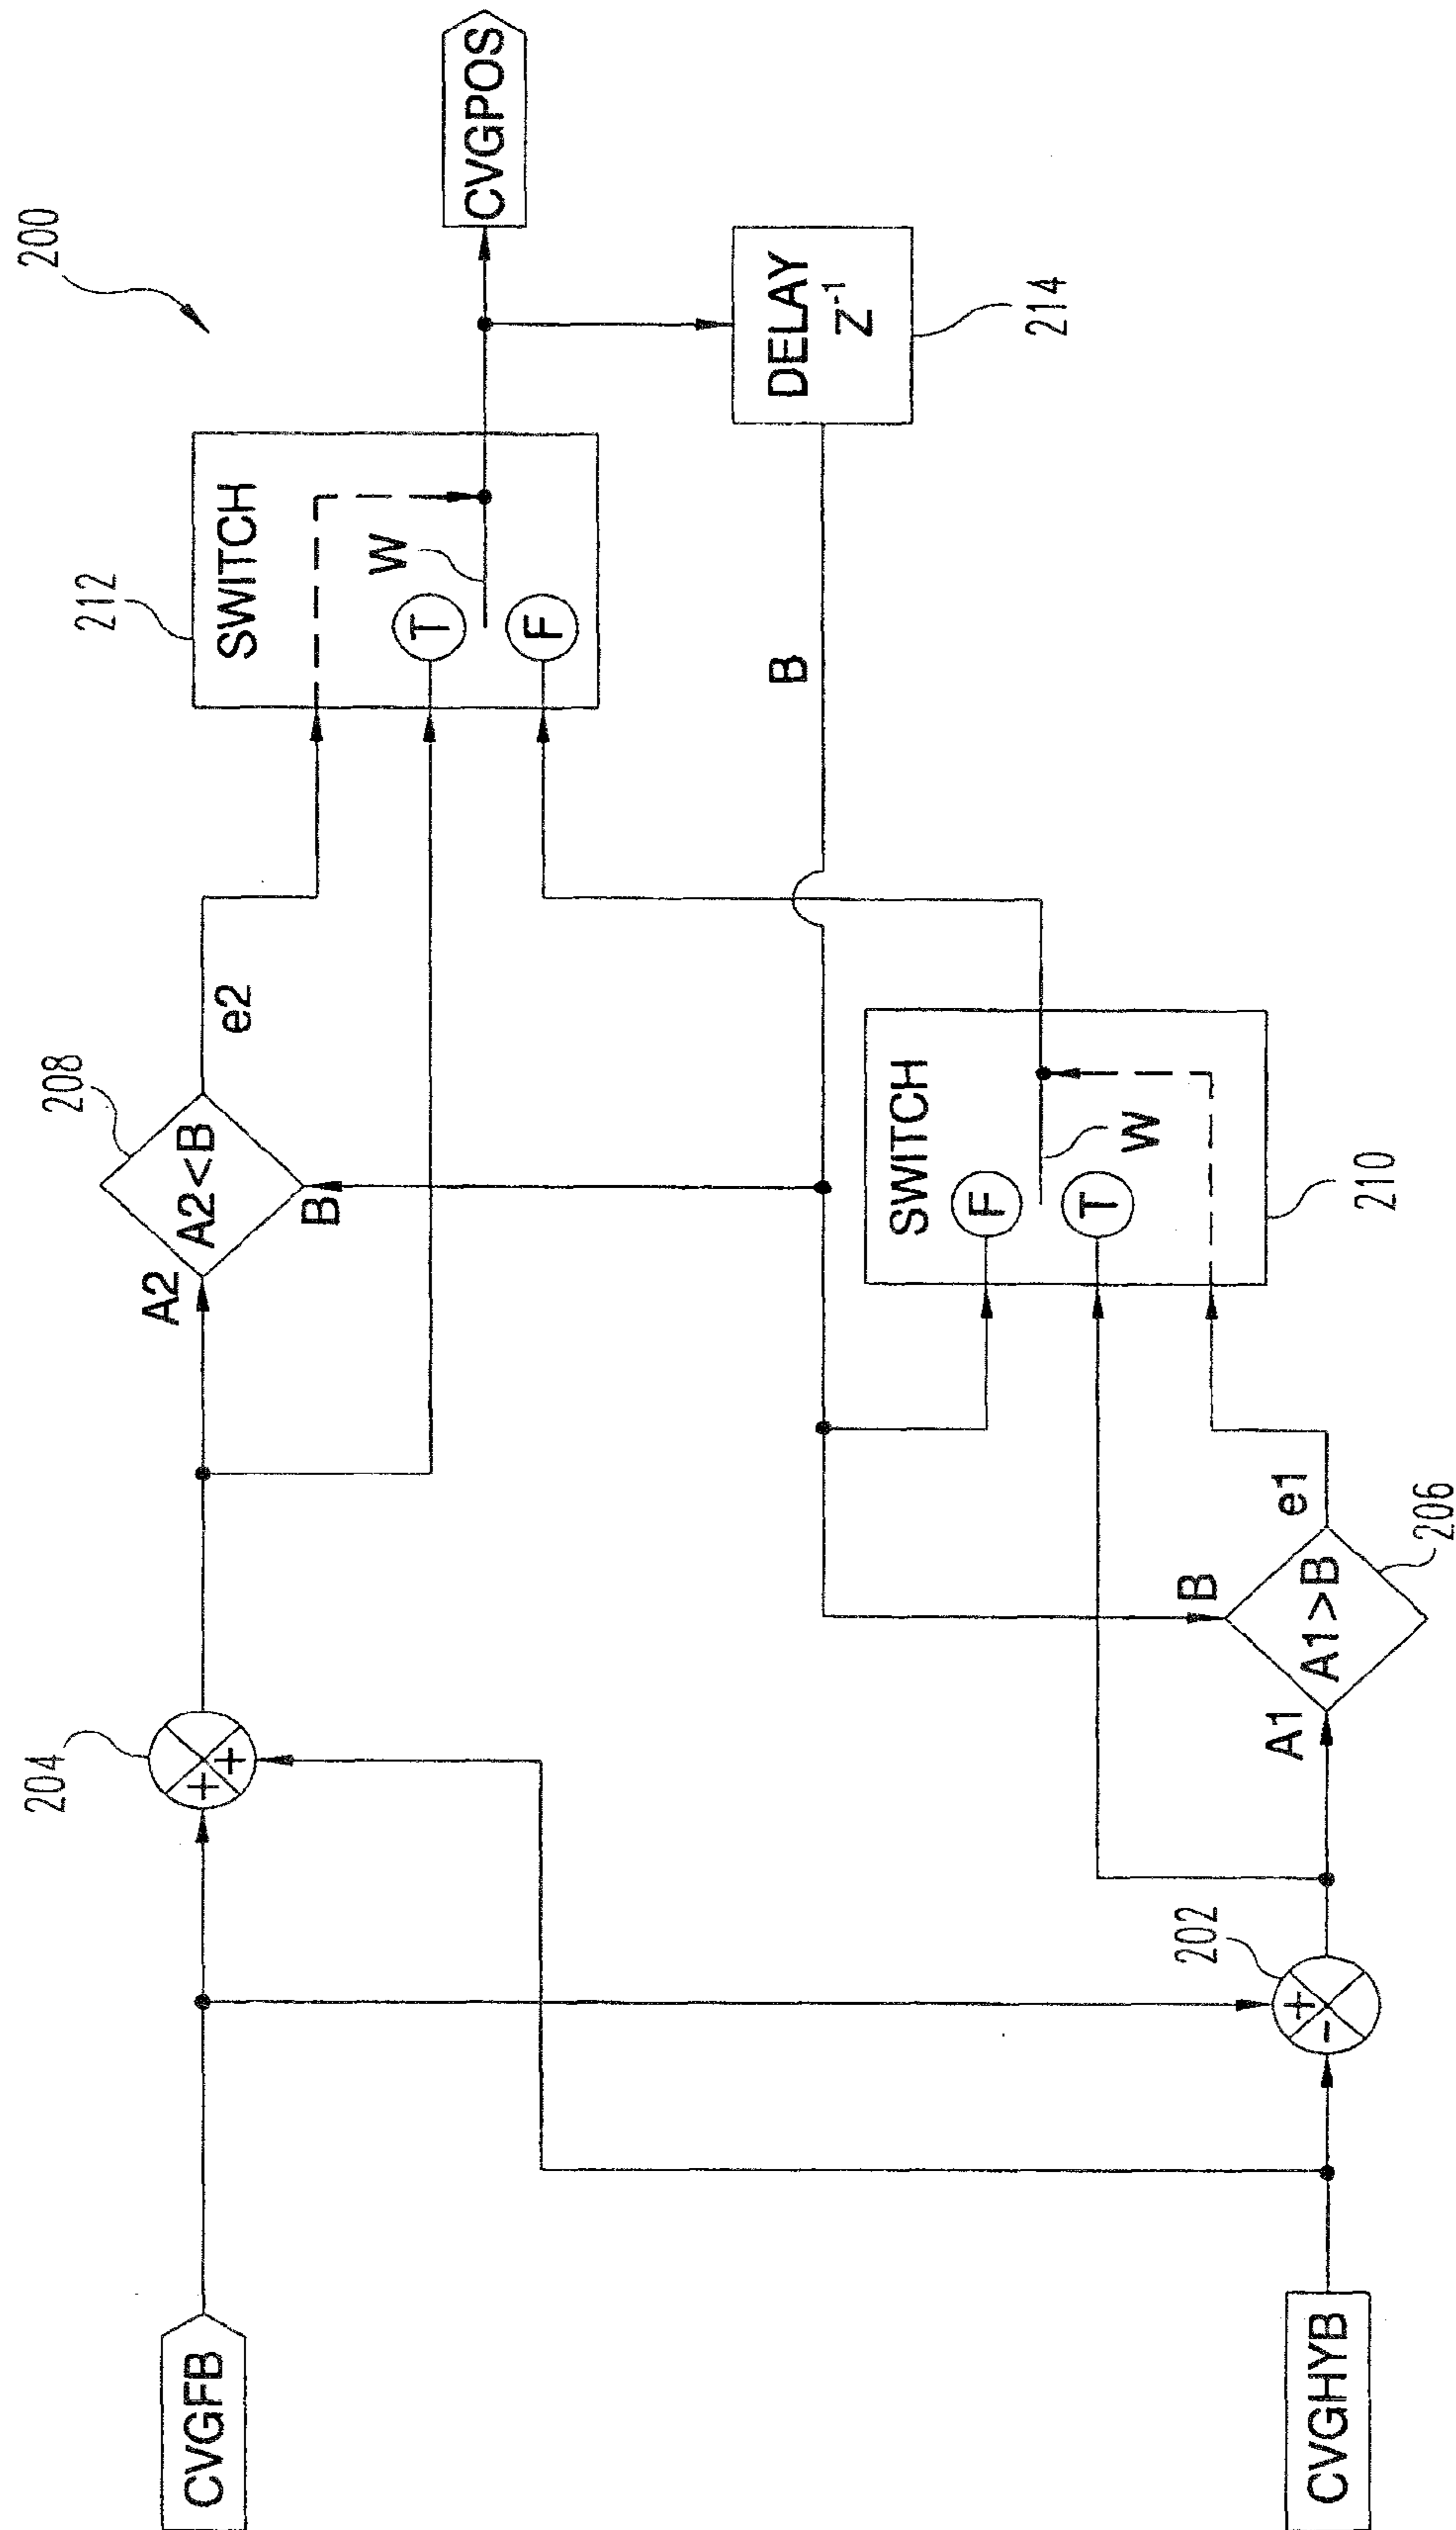 200
CVGPOS
212
SWITCH
T
W
F
DELAY
Z-1
214
B
208
A2<B
e2
A2
B
SWITCH
F
T
W
210
204
+
+
B
A1>B
e1
206
A1
202
+
-
CVGFB
CVGHYB